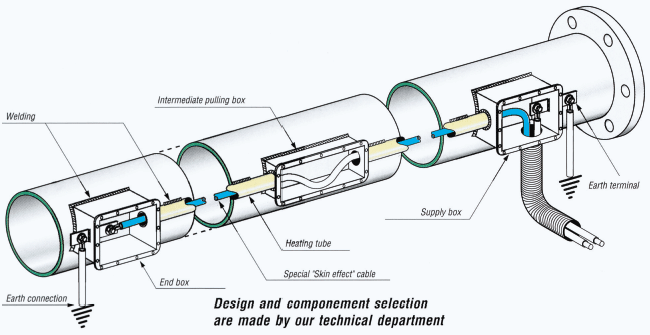 Intermediate pulling box
Welding
Earth terminal
Supply box
Heating tube
Special "Skin effect" cable
End box
Earth connection
Design and componement selection
are made by our technical department